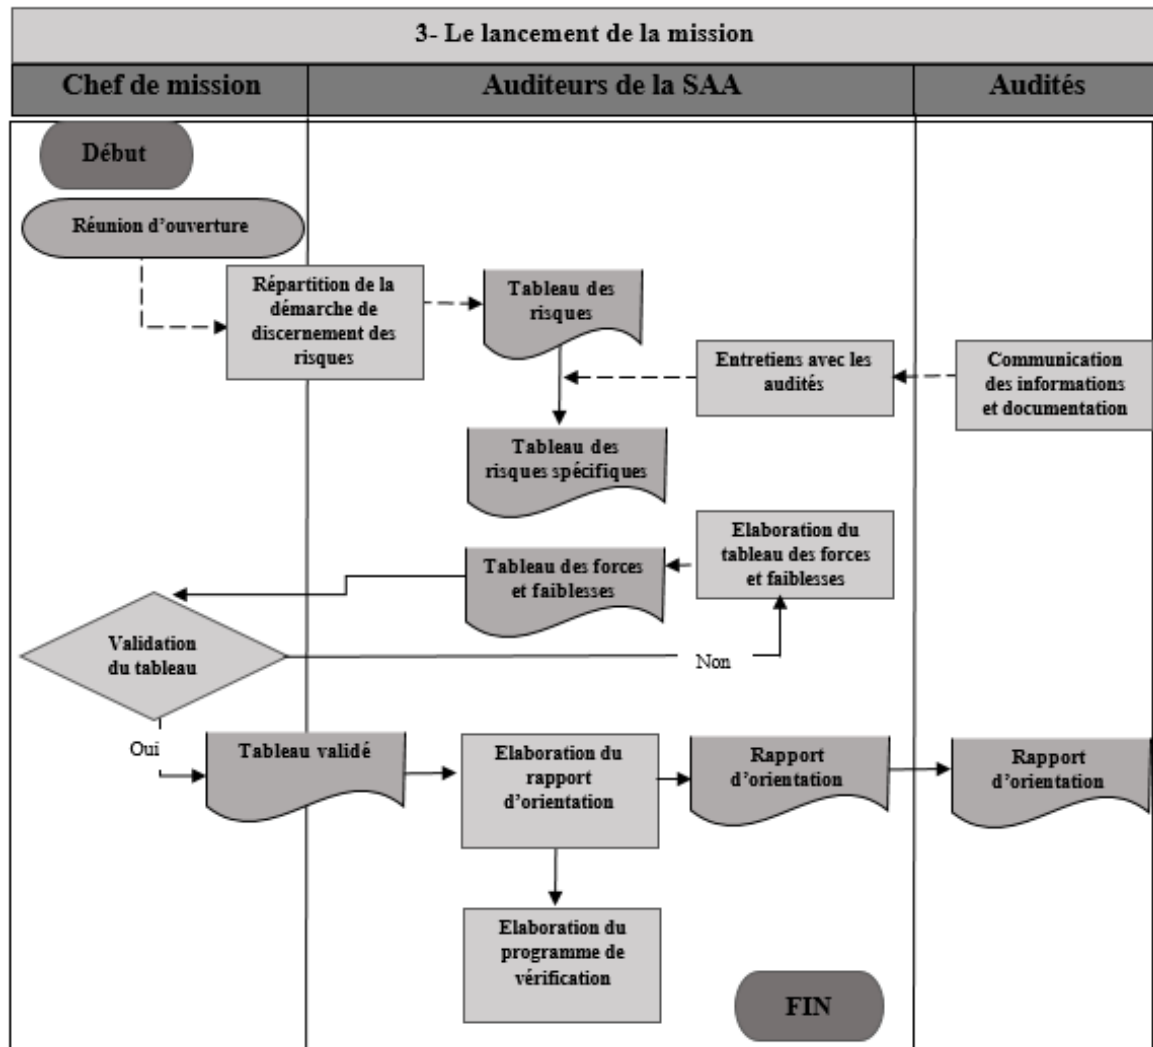 3- Le lancement de la mission
Chef de mission
Auditeurs de la SAA
Audités
Début
Réunion d'ouverture
Répartition de la
démarche de
discernement des
risques
Tableau des
risques
Entretiens avec les
audités
Communication
des informations
et documentation
Tableau des
risques spécifiques
Elaboration du
tableau des forces
et faiblesses
Tableau des forces
et faiblesses
Validation
du tableau
Non
Oui
Tableau validé
Elaboration du
rapport
d'orientation
Rapport
d'orientation
Rapport
d'orientation
Elaboration du
programme de
vérification
FIN